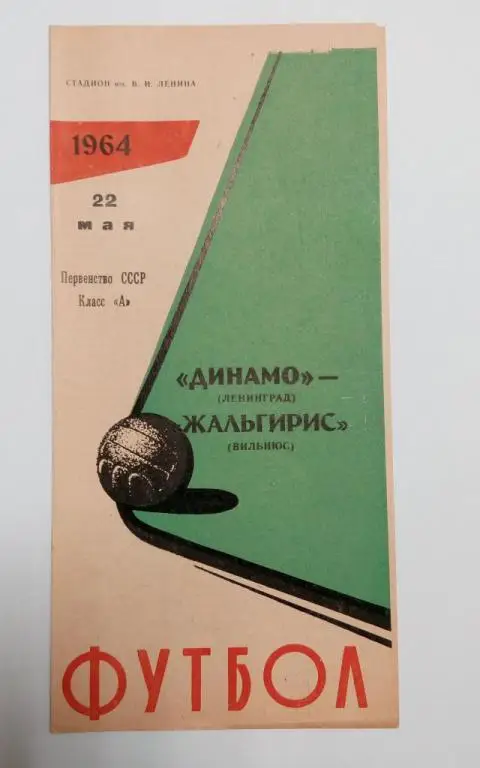 СТАДИОН им. В. И. ЛЕНИНА
1964
22
мая
Первенство СССР
Класс «А»
«ДИНАМО» —
(ЛЕНИНГРАД)
«ЖАЛЬГИРИС»
(ВИЛЬНЮС)
ФУТБОЛ